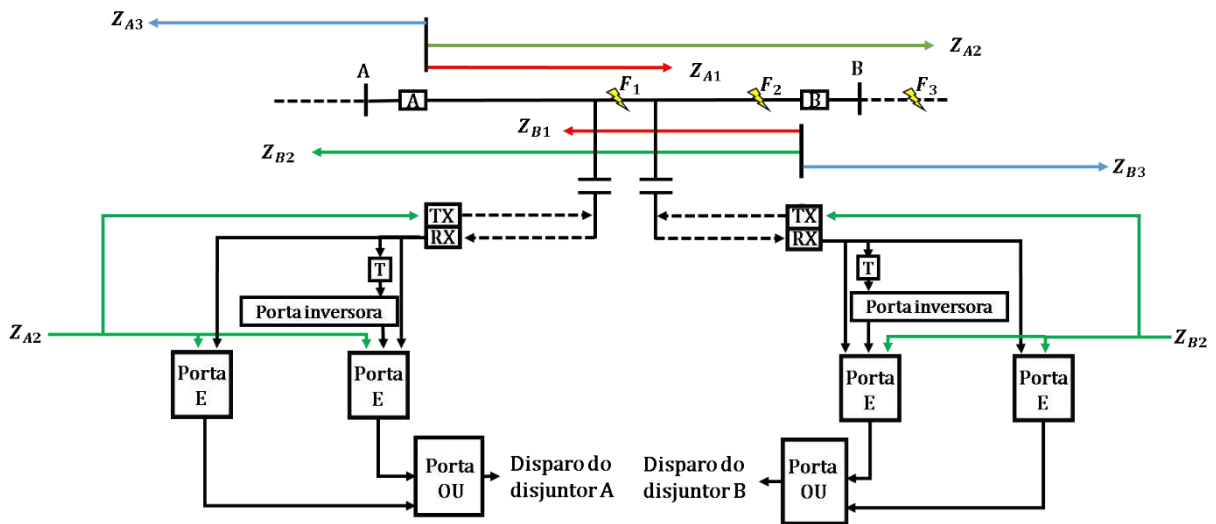 Z_A3
Z_A2
Z_A1
A
B
F_1
F_2
F_3
A
B
Z_B1
Z_B2
Z_B3
TX
RX
TX
RX
T
T
Porta inversora
Porta inversora
Z_A2
Z_B2
Porta
E
Porta
E
Porta
E
Porta
E
Porta
OU
Disparo do
disjuntor A
Disparo do
disjuntor B
Porta
OU